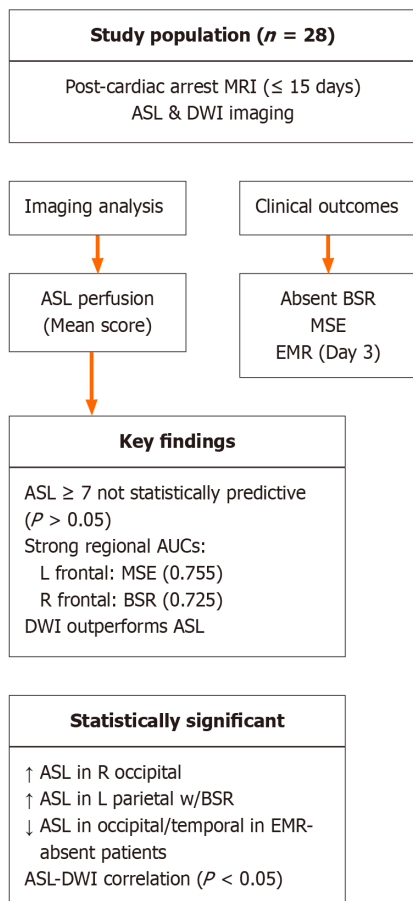 Study population (n = 28)
Post-cardiac arrest MRI (≤ 15 days)
ASL & DWI imaging
Imaging analysis
Clinical outcomes
ASL perfusion
(Mean score)
Absent BSR
MSE
EMR (Day 3)
Key findings
ASL ≥ 7 not statistically predictive
(P > 0.05)
Strong regional AUCs:
L frontal: MSE (0.755)
R frontal: BSR (0.725)
DWI outperforms ASL
Statistically significant
↑ ASL in R occipital
↑ ASL in L parietal w/BSR
↓ ASL in occipital/temporal in EMR-
absent patients
ASL-DWI correlation (P < 0.05)